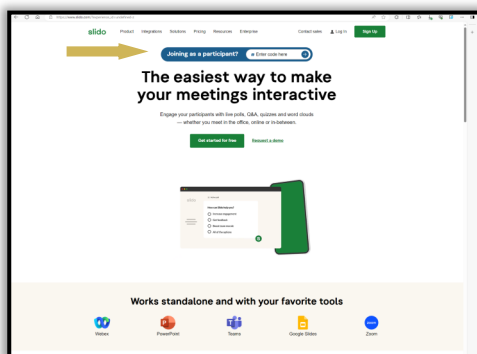 slido Product Integrations Solutions Pricing Resources Enterprise Contact sales Log In Sign Up
Joining as a participant? # Enter code here
The easiest way to make
your meetings interactive
Engage your participants with live polls, Q&A, quizzes and word clouds
— whether you meet in the office, online or in-between.
Get started for free Request a demo
Works standalone and with your favorite tools
Webex PowerPoint Teams Google Slides Zoom